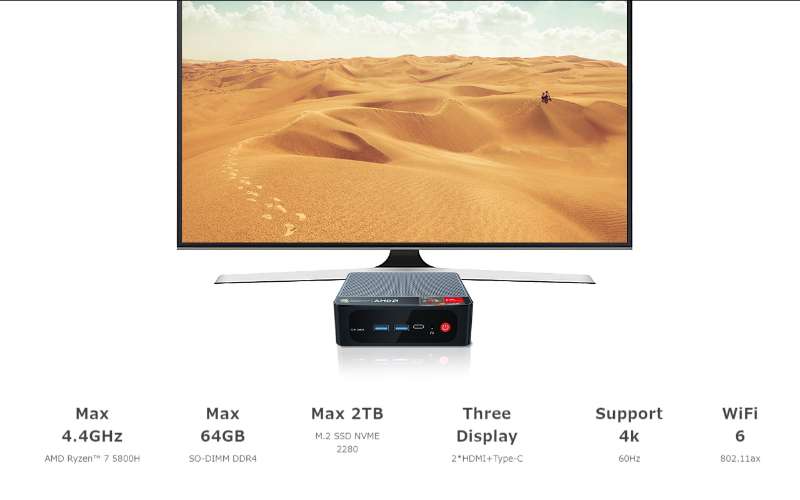 AMD
Max
4.4GHz
AMD Ryzen™ 7 5800H
Max
64GB
SO-DIMM DDR4
Max 2TB
M.2 SSD NVME
2280
Three
Display
2*HDMI+Type-C
Support
4k
60Hz
WiFi
6
802.11ax